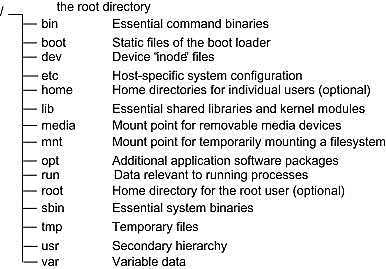 / the root directory
bin Essential command binaries
boot Static files of the boot loader
dev Device 'inod' files
etc Host-specific system configuration
home Home directories for individual users (optional)
lib Essential shared libraries and kernel modules
media Mount point for removable media devices
mnt Mount point for temporarily mounting a filesystem
opt Additional application software packages
run Data relevant to running processes
root Home directory for the root user (optional)
sbin Essential system binaries
tmp Temporary files
usr Secondary hierarchy
var Variable data